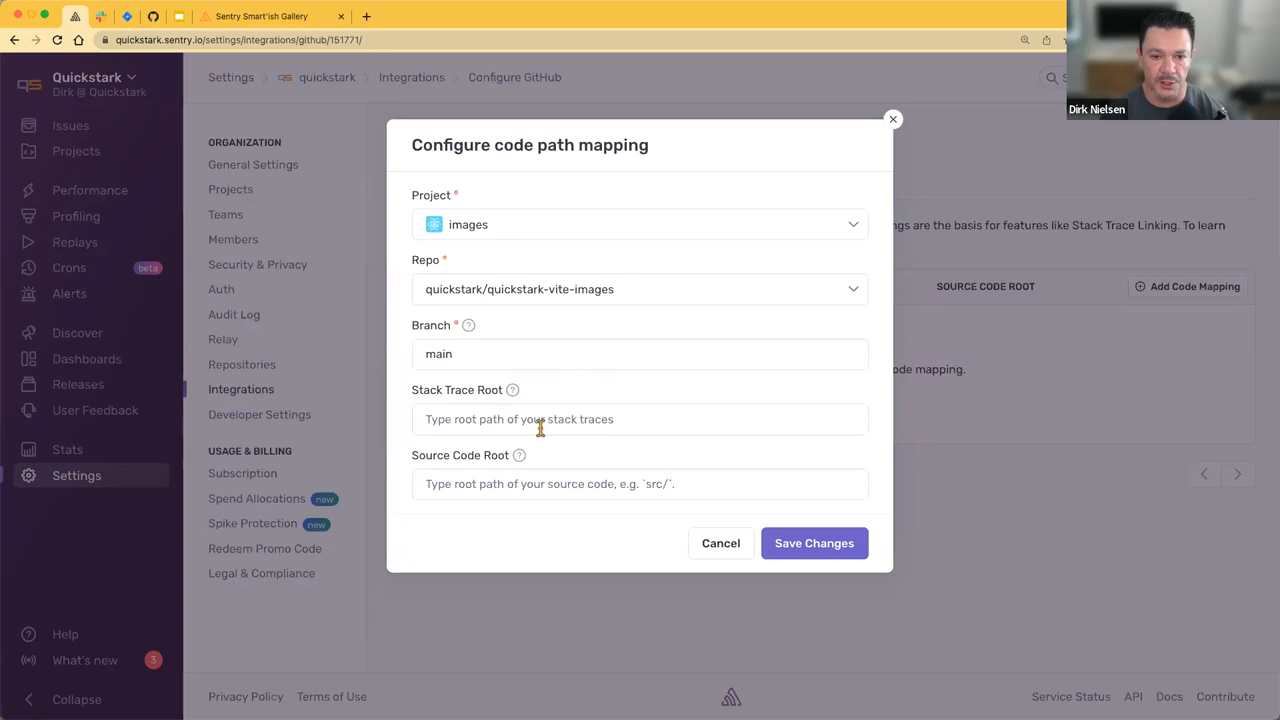 Sentry Smart'ish Gallery
quickstark.sentry.io/settings/integrations/github/151771/
Dirk Nielsen
Quickstark
Dirk @ Quickstark
Issues
Projects
Performance
Profiling
Replays
Crons beta
Alerts
Discover
Dashboards
Releases
User Feedback
Stats
Settings
Help
What's new 3
Collapse
Settings > quickstark > Integrations > Configure GitHub
ORGANIZATION
General Settings
Projects
Teams
Members
Security & Privacy
Auth
Audit Log
Relay
Repositories
Integrations
Developer Settings
USAGE & BILLING
Subscription
Spend Allocations new
Spike Protection new
Redeem Promo Code
Legal & Compliance
Configure code path mapping
Project *
images
Repo *
quickstark/quickstark-vite-images
Branch * ?
main
Stack Trace Root ?
Type root path of your stack traces
Source Code Root ?
Type root path of your source code, e.g. `src/`.
Cancel
Save Changes
gs are the basis for features like Stack Trace Linking. To learn
SOURCE CODE ROOT
Add Code Mapping
ode mapping.
Privacy Policy
Terms of Use
Service Status
API
Docs
Contribute